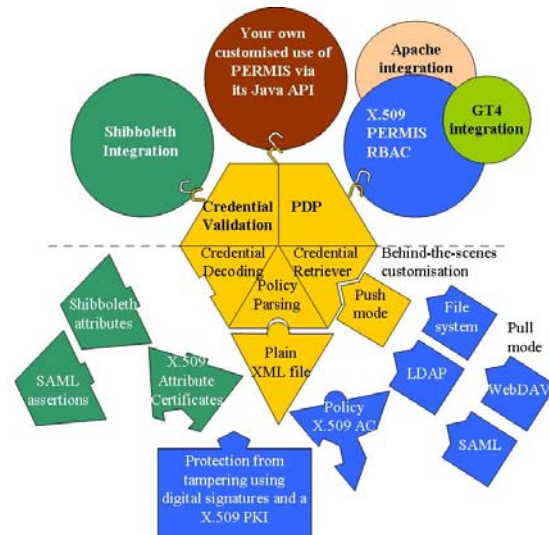 Your own
customised use of
PERMIS via
its Java API
Apache
integration
Shibboleth
Integration
X.509
PERMIS
RBAC
GT4
integration
Credential
Validation
PDP
Credential
Decoding
Credential
Retriever
Policy
Parsing
Behind-the-scenes
customisation
Push
mode
Shibboleth
attributes
File
system
Pull
mode
Plain
XML file
SAML
assertions
X.509
Attribute
Certificates
LDAP
WebDAV
Policy
X.509 AC
SAML
Protection from
tampering using
digital signatures and a
X.509 PKI